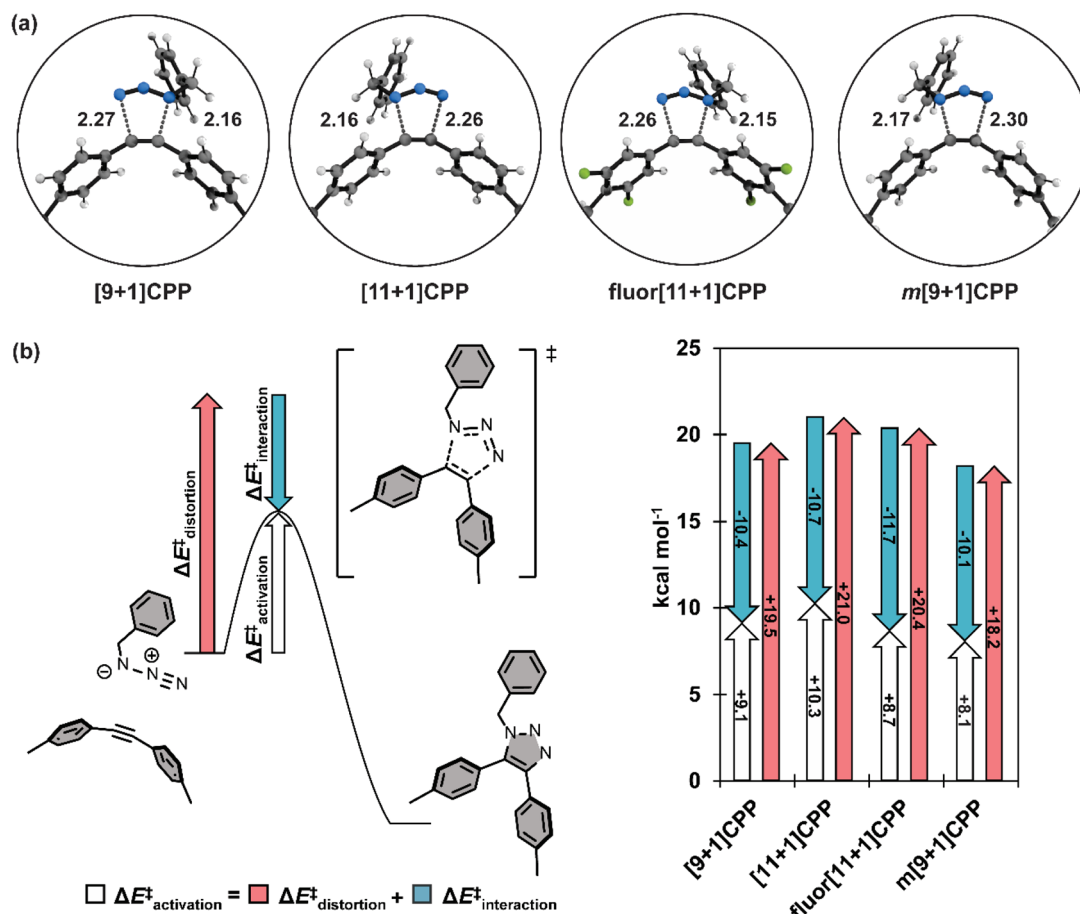 (a)
2.27 2.16
2.16 2.26
2.26 2.15
2.17 2.30
[9+1]CPP
[11+1]CPP
fluor[11+1]CPP
m[9+1]CPP
(b)
ΔE‡distortion
ΔE‡interaction
ΔE‡activation
N
⊖
N
⊕
N
‡
N
N
N
N
N
N
ΔE‡activation = ΔE‡distortion + ΔE‡interaction
kcal mol-1
25
20
15
10
5
0
-10.4
+9.1
+19.5
-10.7
+10.3
+21.0
-11.7
+8.7
+20.4
-10.1
+8.1
+18.2
[9+1]CPP
[11+1]CPP
fluor[11+1]CPP
m[9+1]CPP